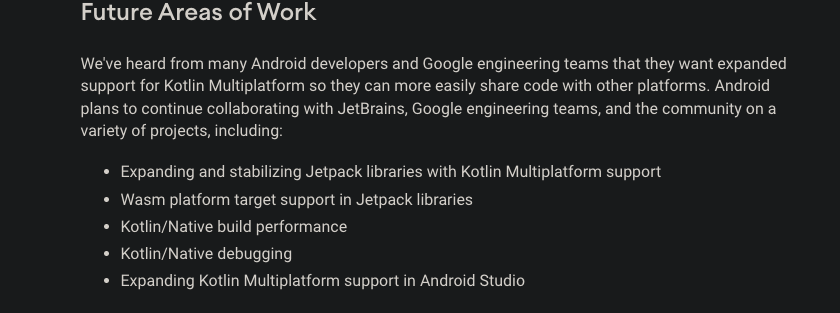 Future Areas of Work
We've heard from many Android developers and Google engineering teams that they want expanded
support for Kotlin Multiplatform so they can more easily share code with other platforms. Android
plans to continue collaborating with JetBrains, Google engineering teams, and the community on a
variety of projects, including:
• Expanding and stabilizing Jetpack libraries with Kotlin Multiplatform support
• Wasm platform target support in Jetpack libraries
• Kotlin/Native build performance
• Kotlin/Native debugging
• Expanding Kotlin Multiplatform support in Android Studio